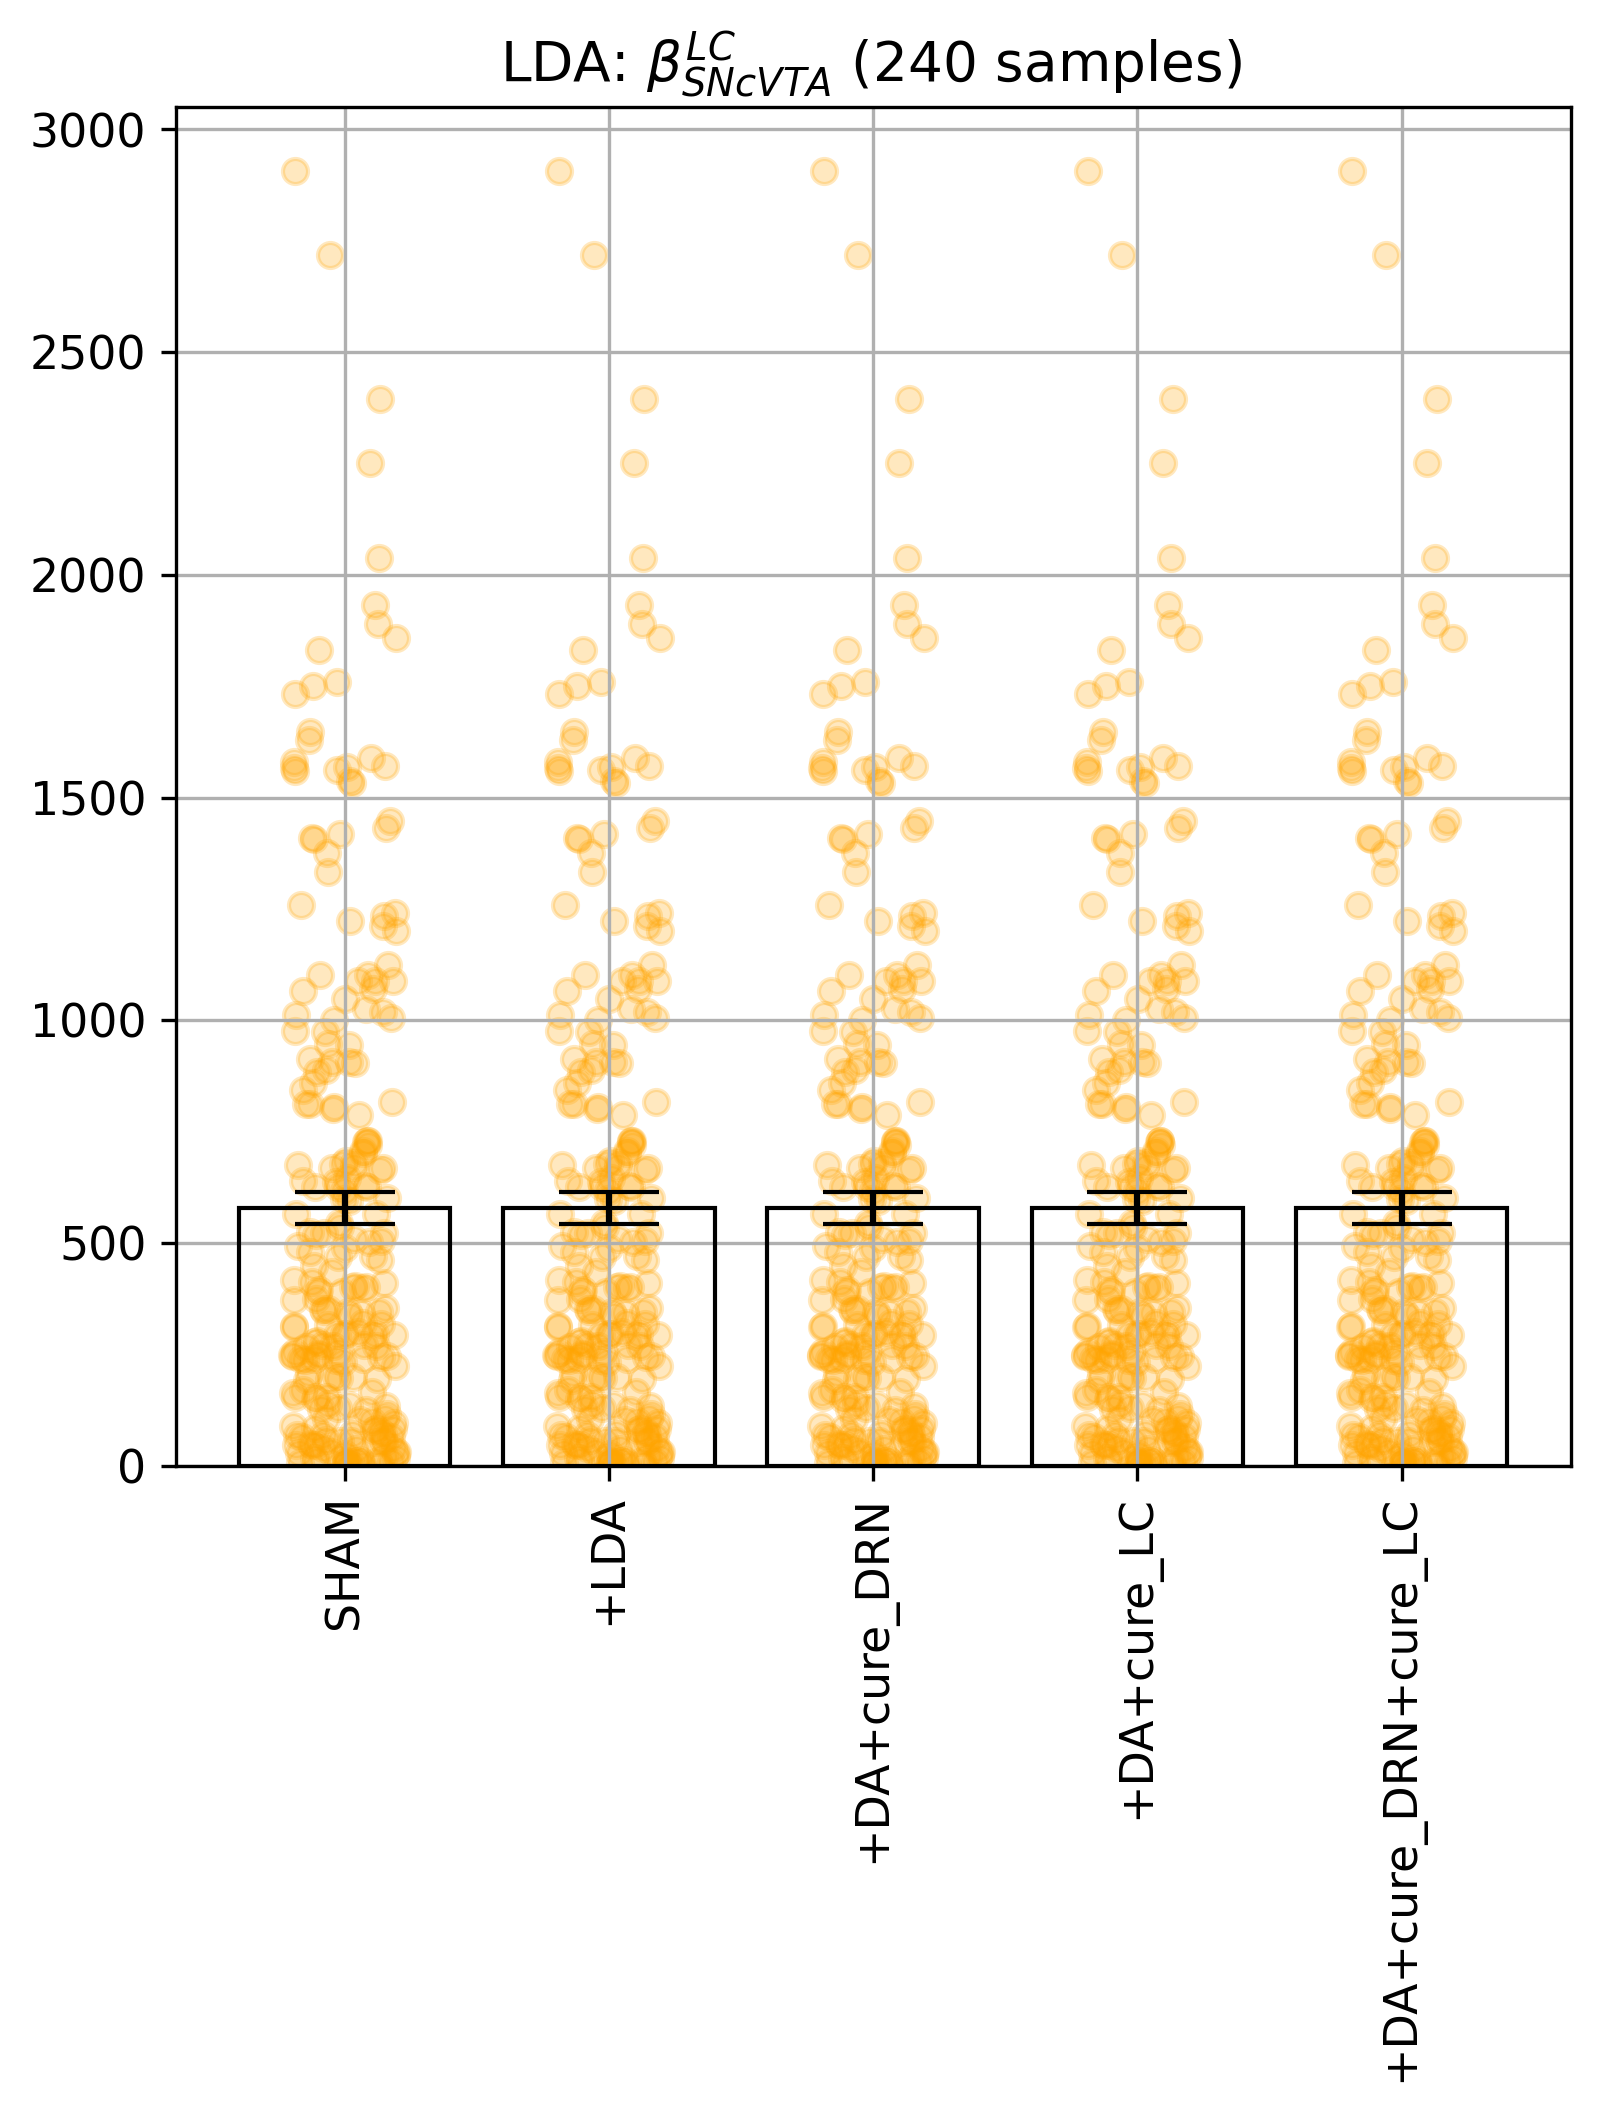 LDA: $\beta_{SNcVTA}^{LC}$ (240 samples)
3000
2500
2000
1500
1000
500
0
SHAM
+LDA
+DA+cure_DRN
+DA+cure_LC
+DA+cure_DRN+cure_LC